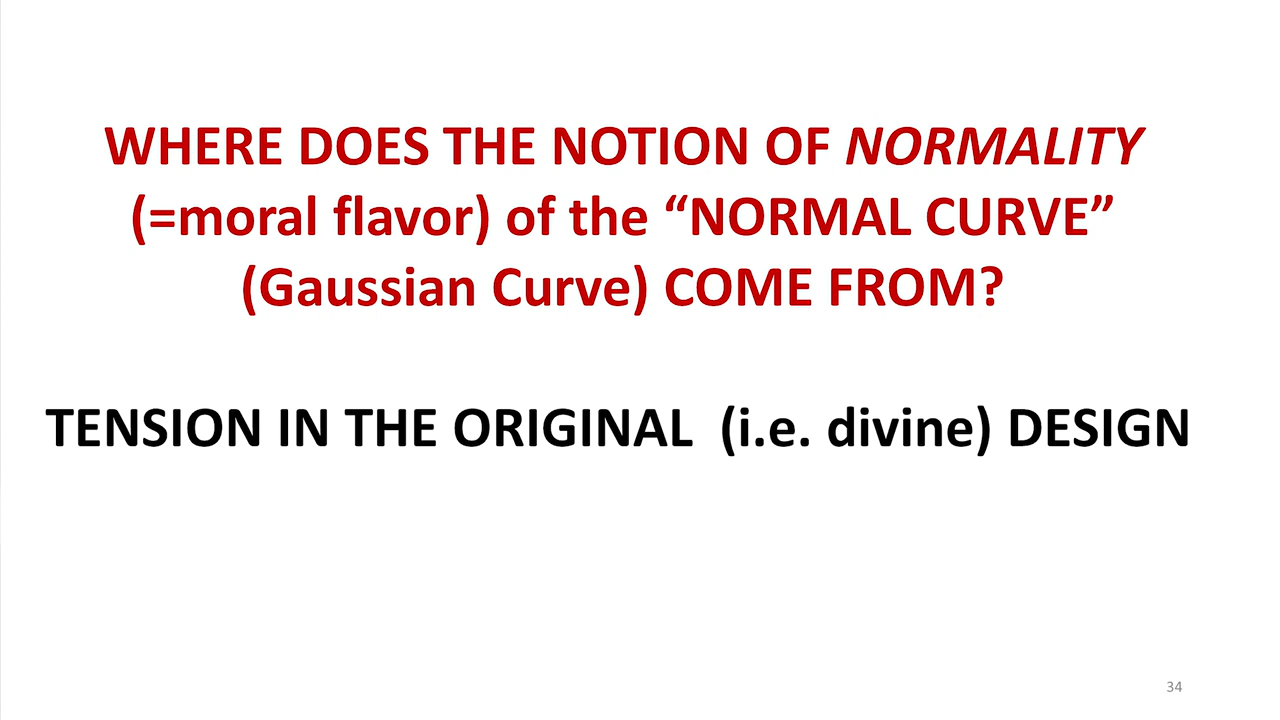 WHERE DOES THE NOTION OF NORMALITY
(=moral flavor) of the “NORMAL CURVE”
(Gaussian Curve) COME FROM?
TENSION IN THE ORIGINAL (i.e. divine) DESIGN
34